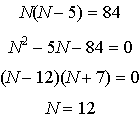 N(N − 5) = 84
N² − 5N − 84 = 0
(N − 12)(N + 7) = 0
N = 12